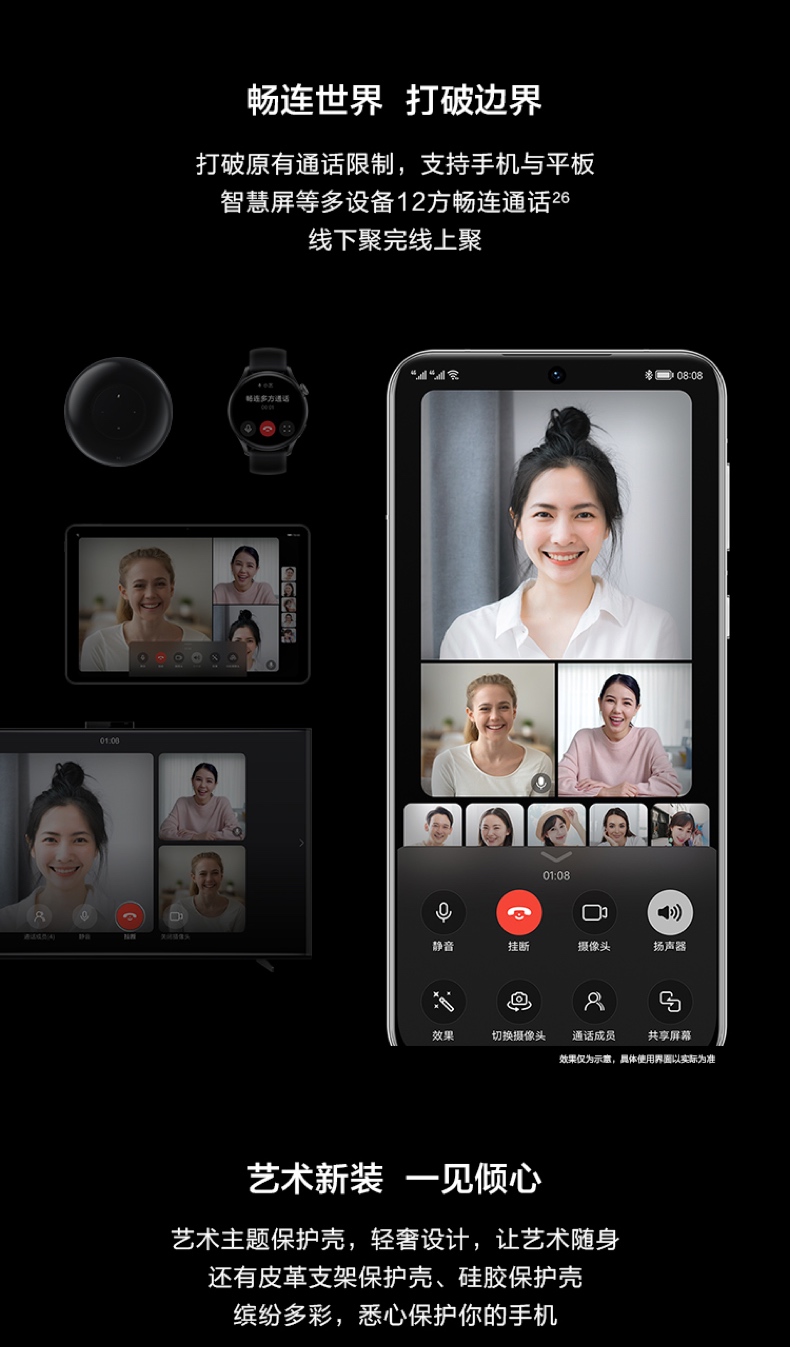 畅连世界 打破边界
打破原有通话限制，支持手机与平板
智慧屏等多设备12方畅连通话26
线下聚完线上聚
08:08
畅连多方通话
00:01
01:08
静音
01:08
静音 挂断 摄像头 扬声器
效果 切换摄像头 通话成员 共享屏幕
效果仅为示意，具体使用界面以实际为准
艺术新装 一见倾心
艺术主题保护壳，轻奢设计，让艺术随身
还有皮革支架保护壳、硅胶保护壳
缤纷多彩，悉心保护你的手机